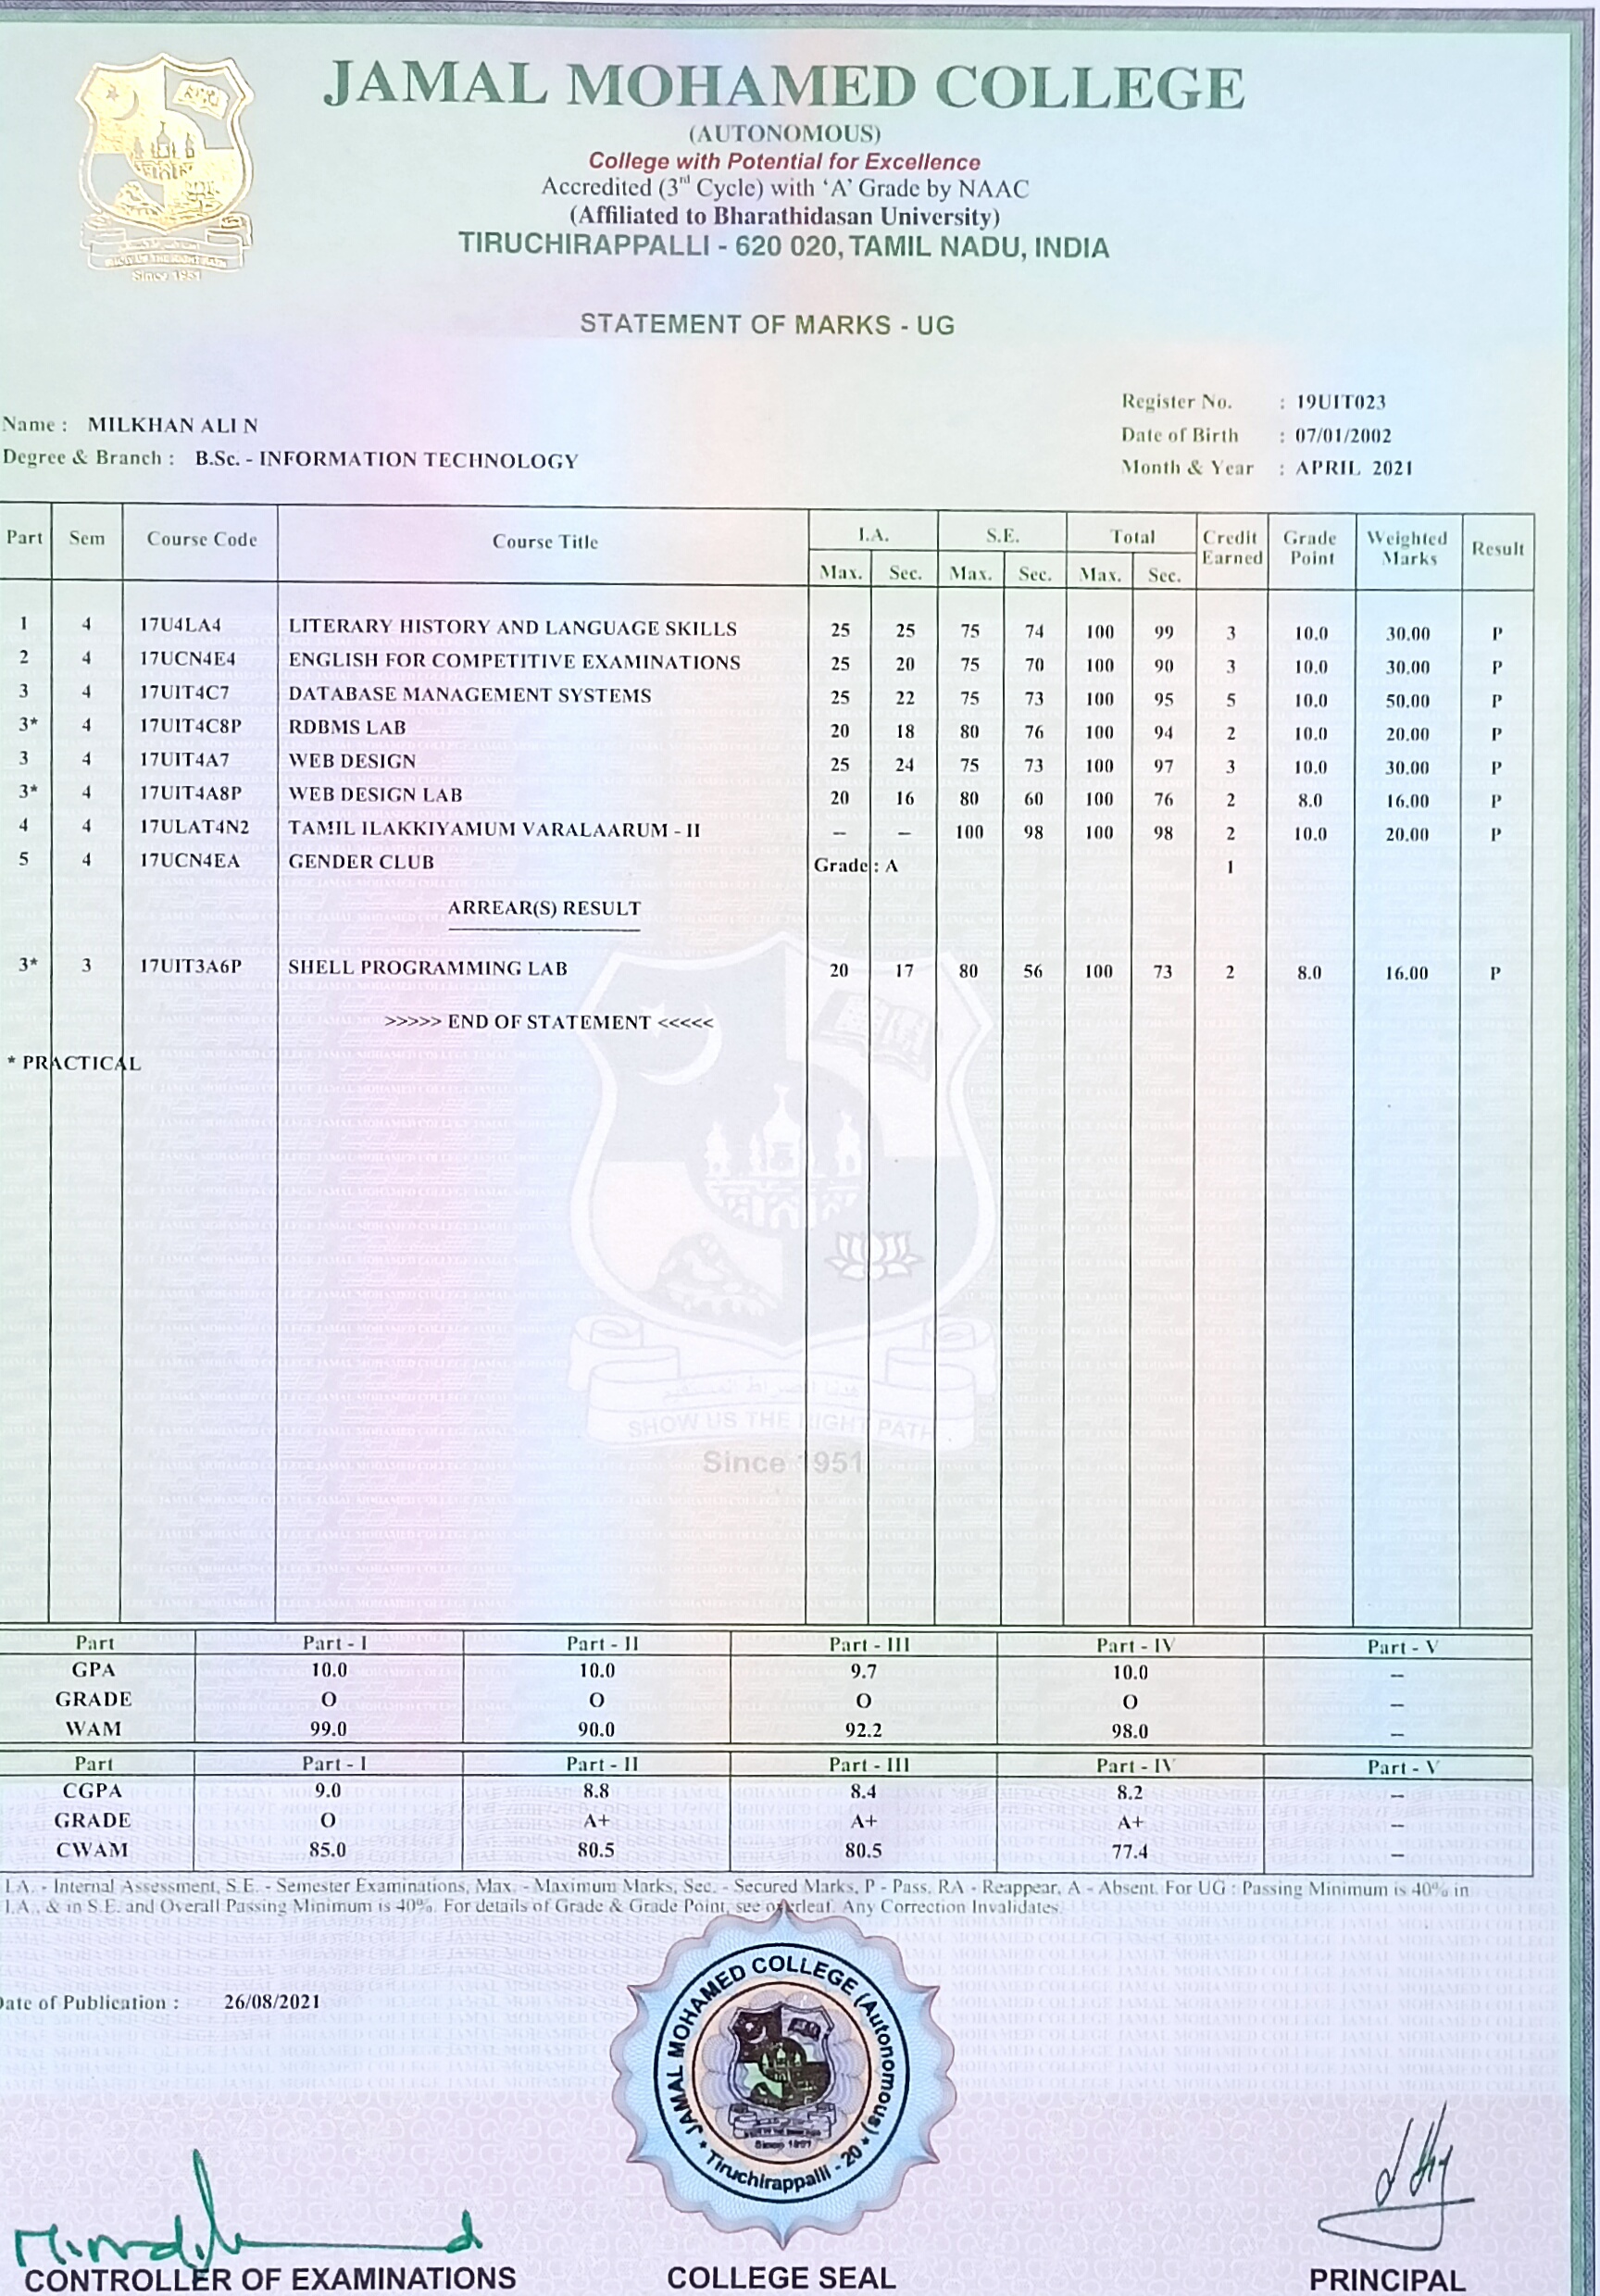 JAMAL MOHAMED COLLEGE
(AUTONOMOUS)
College with Potential for Excellence
Accredited (3rd Cycle) with ‘A’ Grade by NAAC
(Affiliated to Bharathidasan University)
TIRUCHIRAPPALLI - 620 020, TAMIL NADU, INDIA
Since 1951
STATEMENT OF MARKS - UG
Register No. : 19UIT023
Name : MILKHAN ALI N
Date of Birth : 07/01/2002
Degree & Branch : B.Sc. - INFORMATION TECHNOLOGY
Month & Year : APRIL 2021
Part Sem Course Code Course Title I.A. S.E. Total Credit Earned Grade Point Weighted Marks Result
Max. Sec. Max. Sec. Max. Sec.
1 4 17U4LA4 LITERARY HISTORY AND LANGUAGE SKILLS 25 25 75 74 100 99 3 10.0 30.00 P
2 4 17UCN4E4 ENGLISH FOR COMPETITIVE EXAMINATIONS 25 20 75 70 100 90 3 10.0 30.00 P
3 4 17UIT4C7 DATABASE MANAGEMENT SYSTEMS 25 22 75 73 100 95 5 10.0 50.00 P
3* 4 17UIT4C8P RDBMS LAB 20 18 80 76 100 94 2 10.0 20.00 P
3 4 17UIT4A7 WEB DESIGN 25 24 75 73 100 97 3 10.0 30.00 P
3* 4 17UIT4A8P WEB DESIGN LAB 20 16 80 60 100 76 2 8.0 16.00 P
4 4 17ULAT4N2 TAMIL ILAKKIYAMUM VARALAARUM - II -- -- 100 98 100 98 2 10.0 20.00 P
5 4 17UCN4EA GENDER CLUB Grade : A 1
ARREAR(S) RESULT
3* 3 17UIT3A6P SHELL PROGRAMMING LAB 20 17 80 56 100 73 2 8.0 16.00 P
>>>>> END OF STATEMENT <<<<<
* PRACTICAL
SHOW US THE RIGHT PATH
Since 1951
Part Part - I Part - II Part - III Part - IV Part - V
GPA 10.0 10.0 9.7 10.0 --
GRADE O O O O --
WAM 99.0 90.0 92.2 98.0 --
Part Part - I Part - II Part - III Part - IV Part - V
CGPA 9.0 8.8 8.4 8.2 --
GRADE O A+ A+ A+ --
CWAM 85.0 80.5 80.5 77.4 --
I.A. - Internal Assessment, S.E. - Semester Examinations, Max. - Maximum Marks, Sec. - Secured Marks, P - Pass, RA - Reappear, A - Absent. For UG : Passing Minimum is 40% in
I.A., & in S.E. and Overall Passing Minimum is 40%. For details of Grade & Grade Point, see overleaf. Any Correction Invalidates.
Date of Publication : 26/08/2021
JAMAL MOHAMED COLLEGE (Autonomous)
* Tiruchirappalli - 20 *
Since 1951
CONTROLLER OF EXAMINATIONS COLLEGE SEAL PRINCIPAL